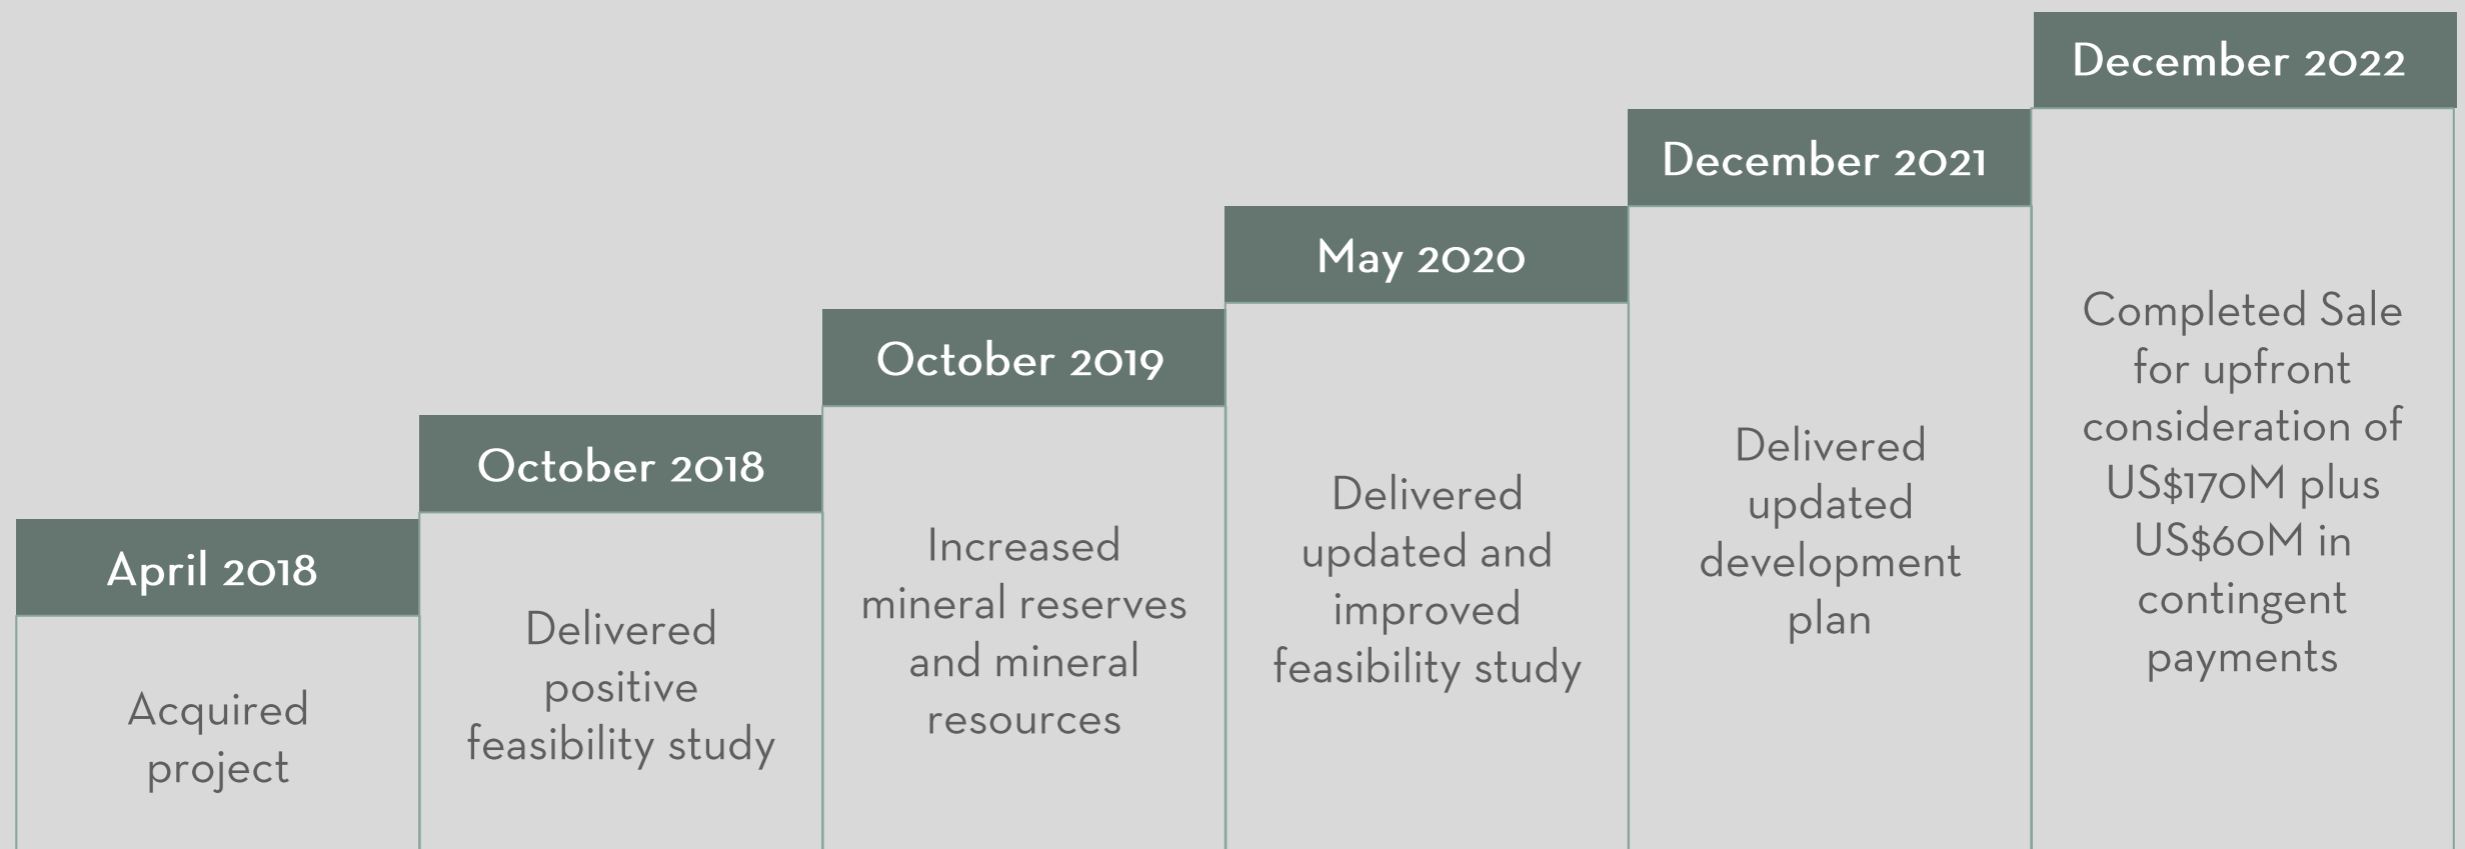 April 2018
Acquired
project
October 2018
Delivered
positive
feasibility study
October 2019
Increased
mineral reserves
and mineral
resources
May 2020
Delivered
updated and
improved
feasibility study
December 2021
Delivered
updated
development
plan
December 2022
Completed Sale
for upfront
consideration of
US$170M plus
US$60M in
contingent
payments